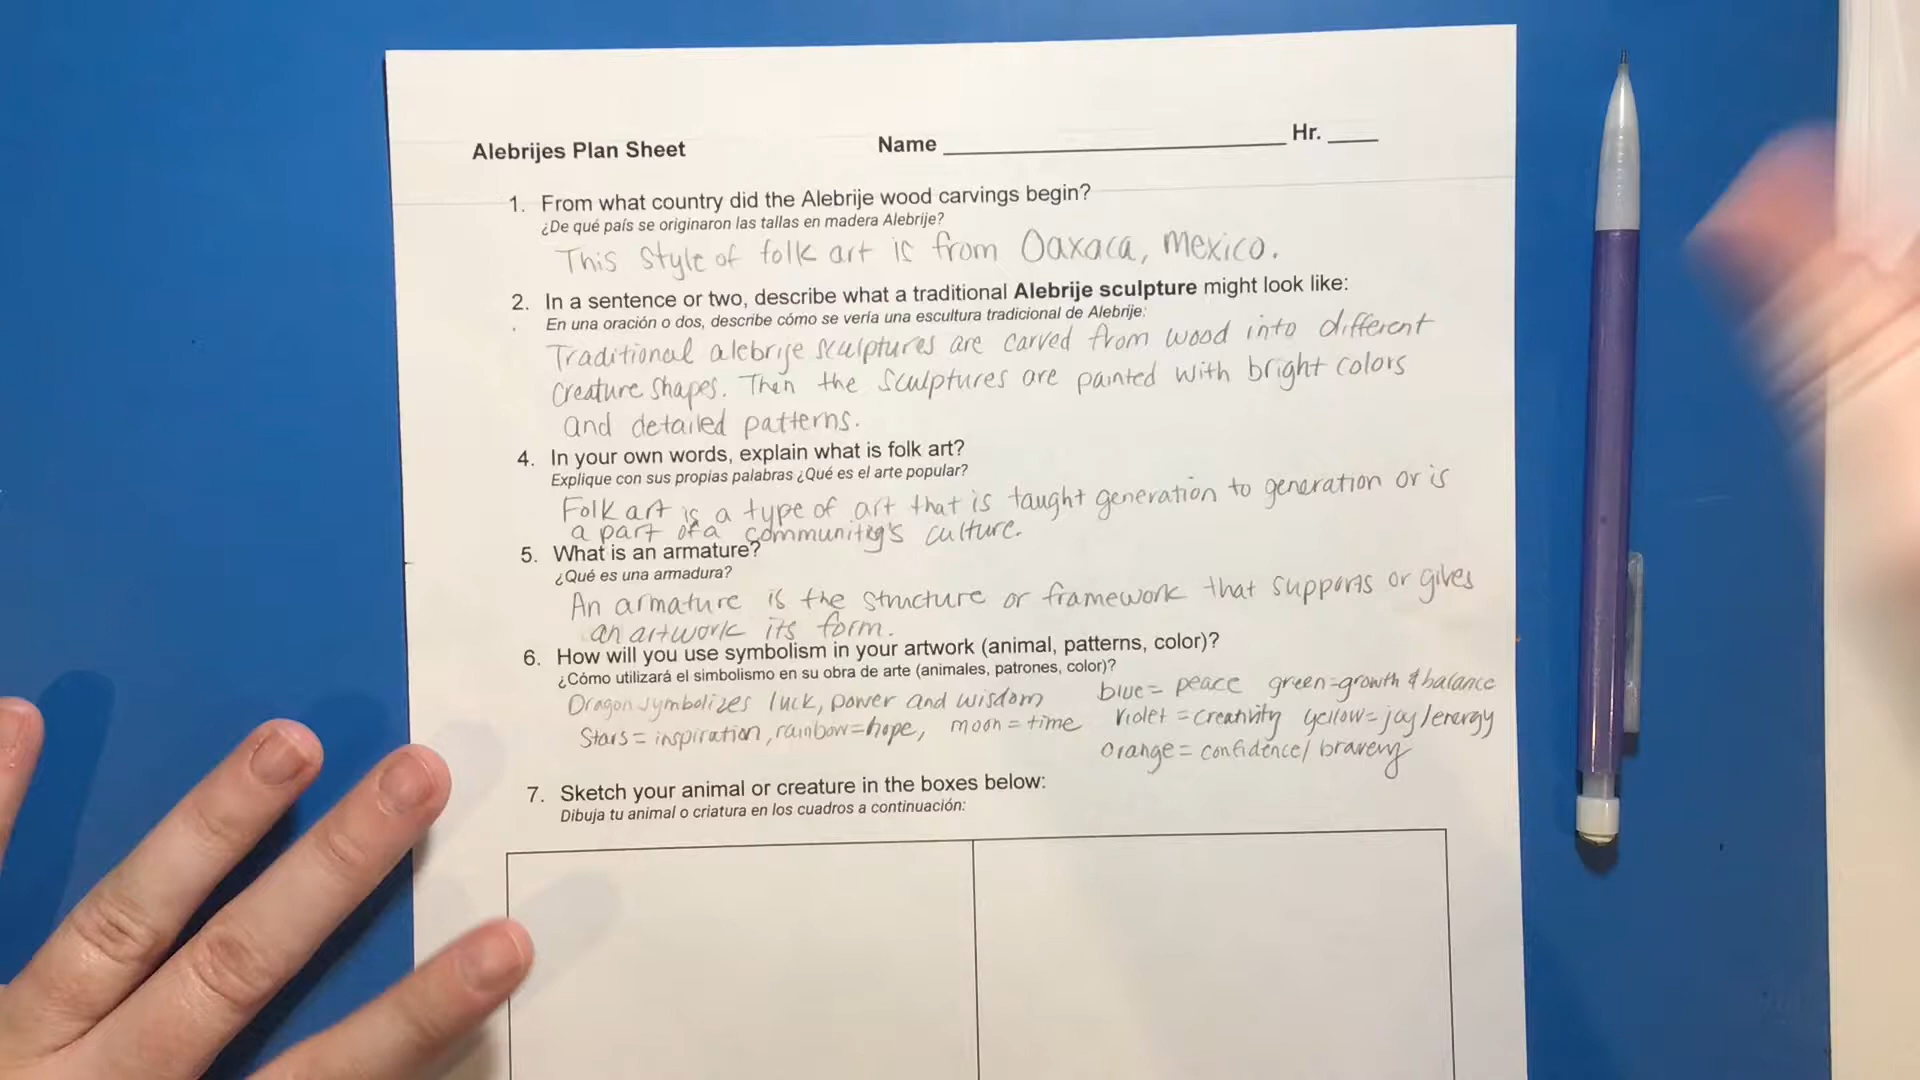 Alebrijes Plan Sheet Name Hr.
1. From what country did the Alebrije wood carvings begin?
¿De qué país se originaron las tallas en madera Alebrije?
This style of folk art is from Oaxaca, Mexico.
2. In a sentence or two, describe what a traditional Alebrije sculpture might look like:
En una oración o dos, describe cómo se vería una escultura tradicional de Alebrije:
Traditional alebrije sculptures are carved from wood into different
creature shapes. Then the sculptures are painted with bright colors
and detailed patterns.
4. In your own words, explain what is folk art?
Explique con sus propias palabras ¿Qué es el arte popular?
Folk art is a type of art that is taught generation to generation or is
a part of a community's culture.
5. What is an armature?
¿Qué es una armadura?
An armature is the structure or framework that supports or gives
an artwork its form.
6. How will you use symbolism in your artwork (animal, patterns, color)?
¿Cómo utilizará el simbolismo en su obra de arte (animales, patrones, color)?
Dragon symbolizes luck, power and wisdom blue = peace green = growth & balance
Stars = inspiration, rainbow = hope, moon = time violet = creativity yellow = joy/energy
orange = confidence/bravery
7. Sketch your animal or creature in the boxes below:
Dibuja tu animal o criatura en los cuadros a continuación: